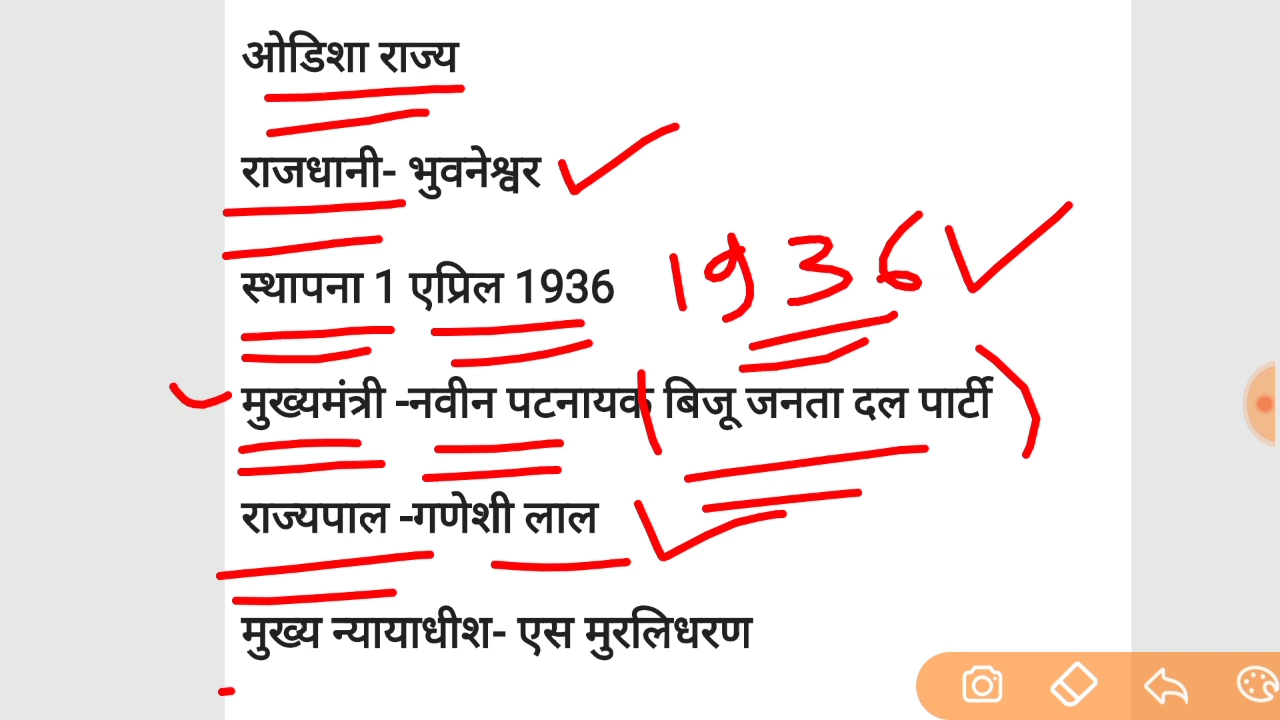 ओडिशा राज्य
राजधानी- भुवनेश्वर
स्थापना 1 एप्रिल 1936 1936
मुख्यमंत्री -नवीन पटनायक बिजू जनता दल पार्टी
राज्यपाल -गणेशी लाल
मुख्य न्यायाधीश- एस मुरलिधरण